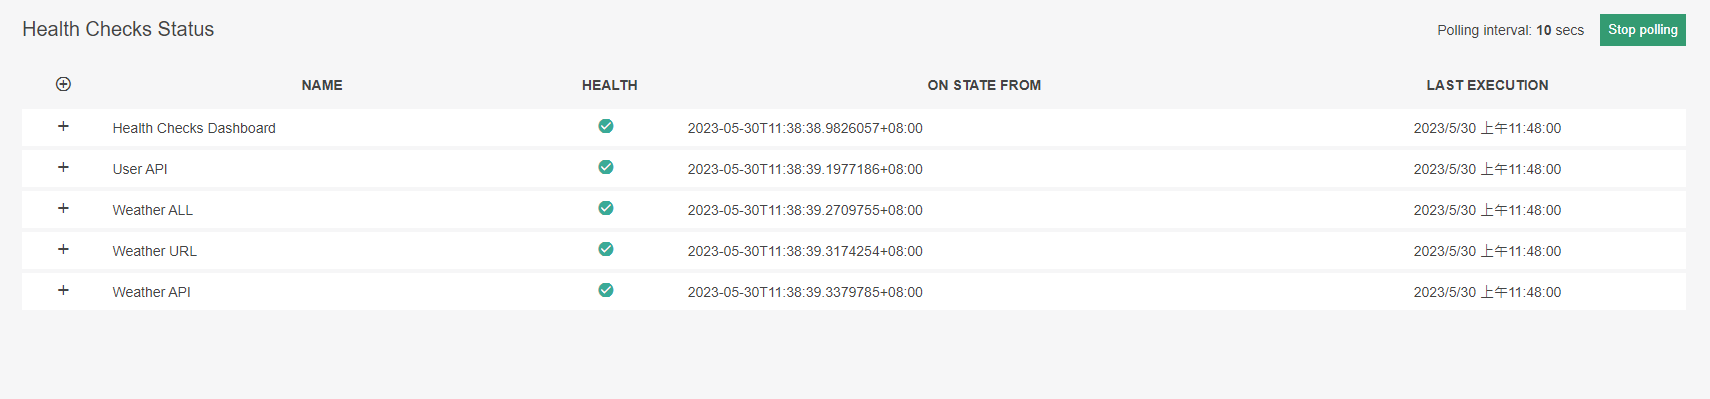 Health Checks Status
Polling interval: 10 secs Stop polling
NAME HEALTH ON STATE FROM LAST EXECUTION
Health Checks Dashboard 2023-05-30T11:38:38.9826057+08:00 2023/5/30 上午11:48:00
User API 2023-05-30T11:38:39.1977186+08:00 2023/5/30 上午11:48:00
Weather ALL 2023-05-30T11:38:39.2709755+08:00 2023/5/30 上午11:48:00
Weather URL 2023-05-30T11:38:39.3174254+08:00 2023/5/30 上午11:48:00
Weather API 2023-05-30T11:38:39.3379785+08:00 2023/5/30 上午11:48:00